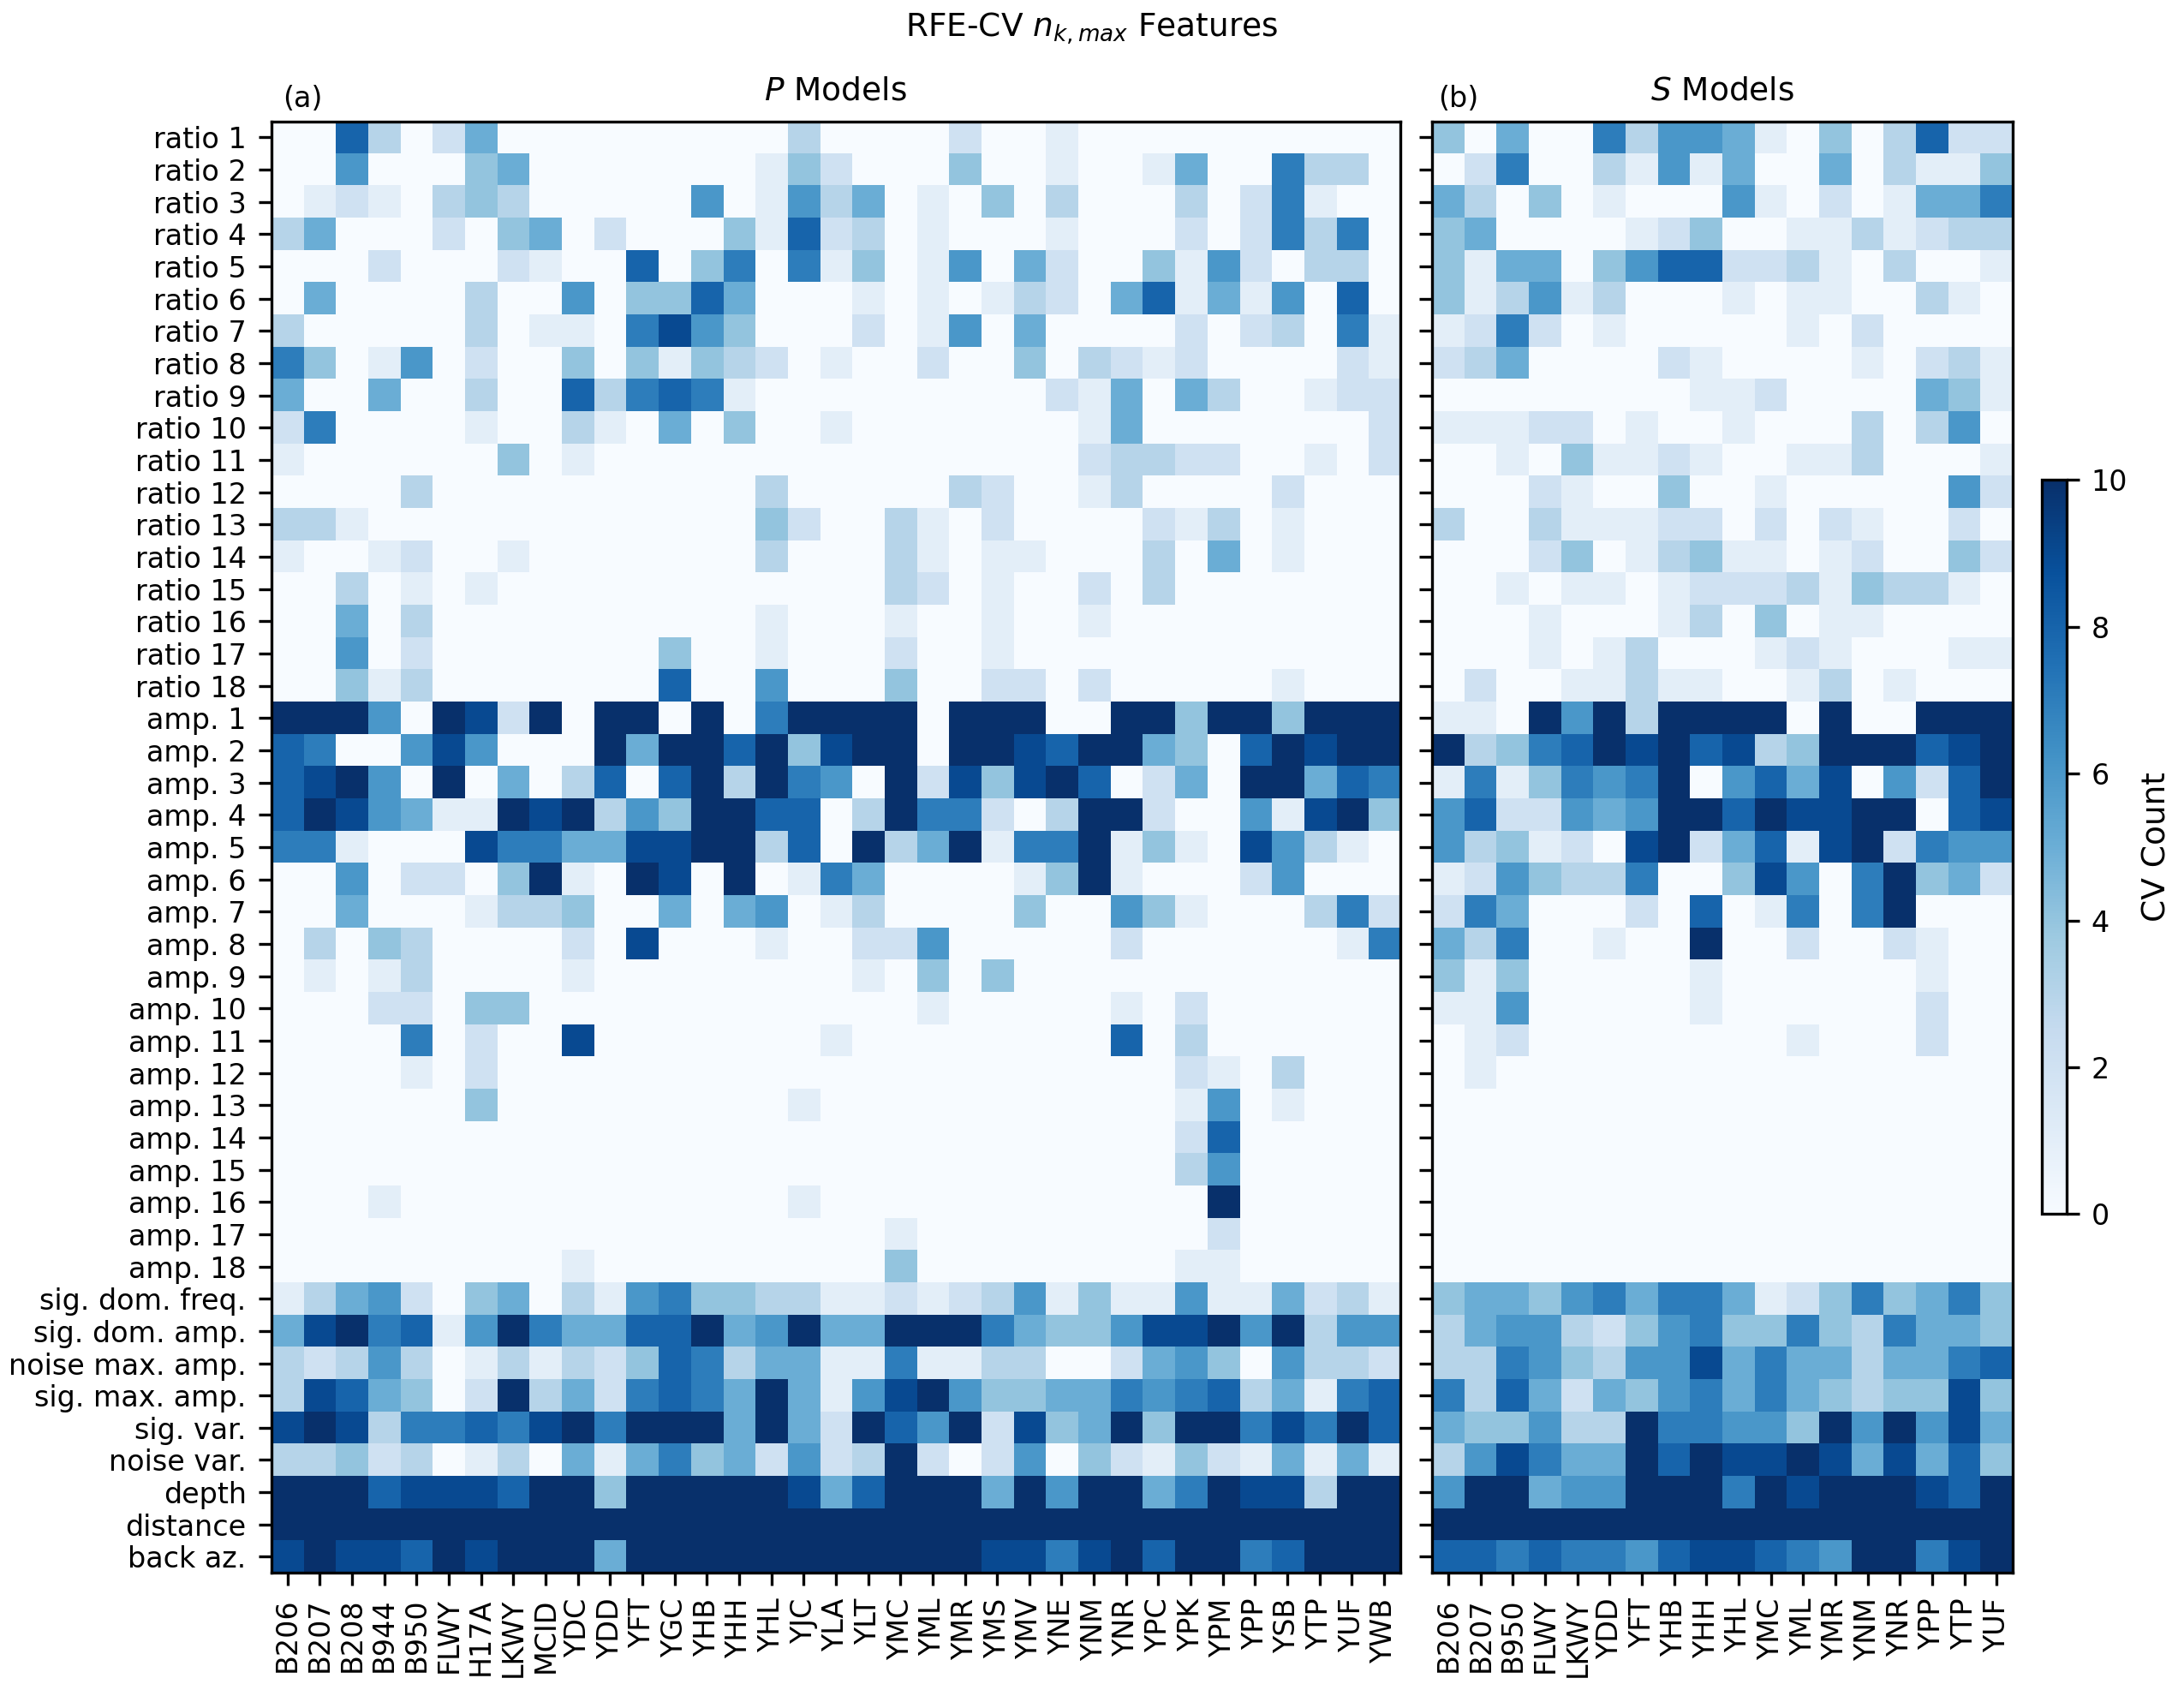 RFE-CV n_{k, max} Features
(a)
P Models
(b)
S Models
ratio 1
ratio 2
ratio 3
ratio 4
ratio 5
ratio 6
ratio 7
ratio 8
ratio 9
ratio 10
ratio 11
ratio 12
ratio 13
ratio 14
ratio 15
ratio 16
ratio 17
ratio 18
amp. 1
amp. 2
amp. 3
amp. 4
amp. 5
amp. 6
amp. 7
amp. 8
amp. 9
amp. 10
amp. 11
amp. 12
amp. 13
amp. 14
amp. 15
amp. 16
amp. 17
amp. 18
sig. dom. freq.
sig. dom. amp.
noise max. amp.
sig. max. amp.
sig. var.
noise var.
depth
distance
back az.
B206
B207
B208
B944
B950
FLWY
H17A
LKWY
MCID
YDC
YDD
YFT
YGC
YHB
YHH
YHL
YJC
YLA
YLT
YMC
YML
YMR
YMS
YMV
YNE
YNM
YNR
YPC
YPK
YPM
YPP
YSB
YTP
YUF
YWB
B206
B207
B950
FLWY
LKWY
YDD
YFT
YHB
YHH
YHL
YMC
YML
YMR
YNM
YNR
YPP
YTP
YUF
10
8
6
4
2
0
CV Count